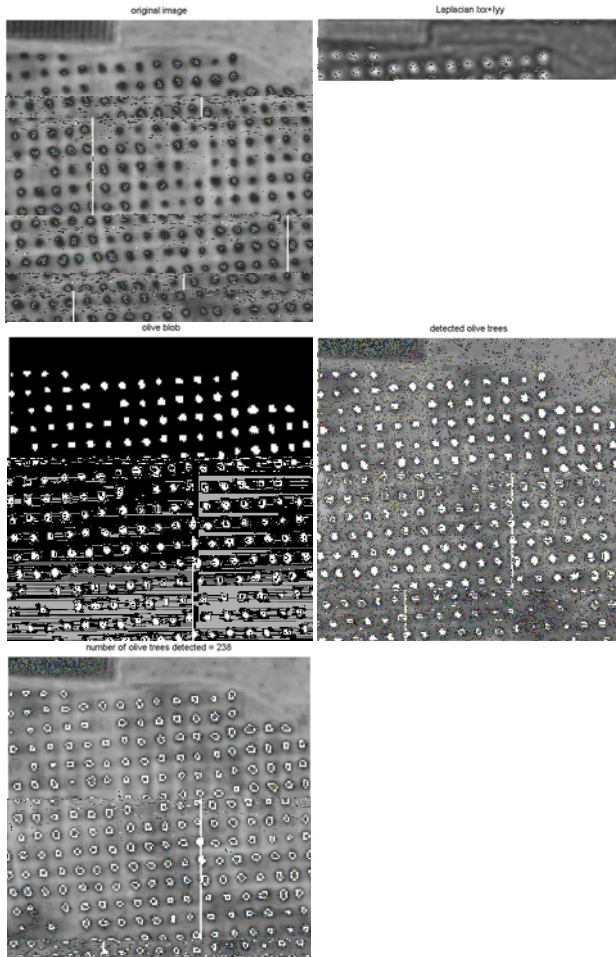 original image
Laplacian Ixx+Iyy
olive blob
detected olive trees
number of olive trees detected = 238